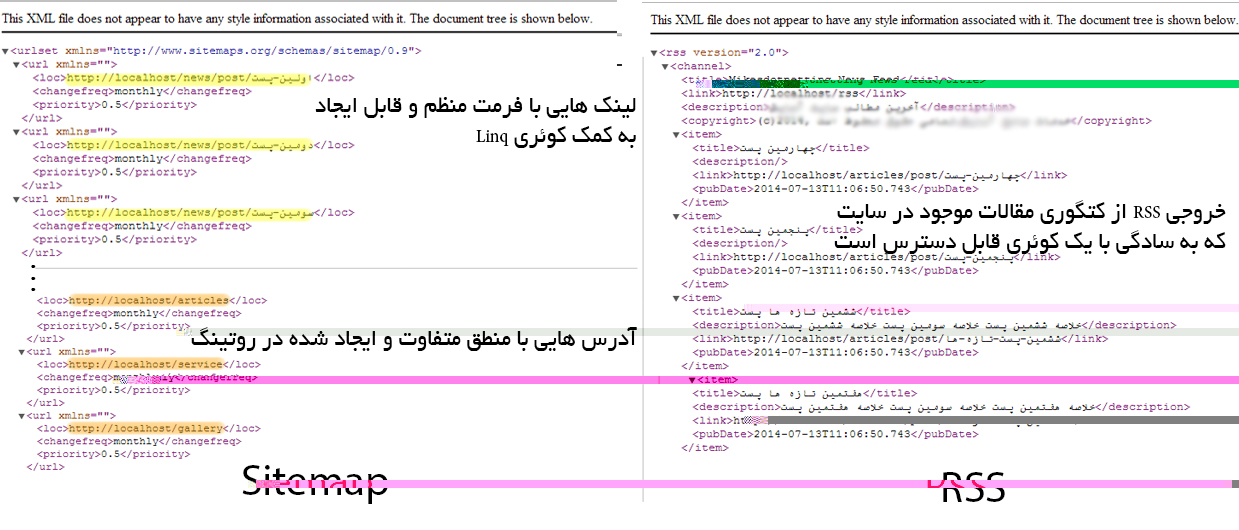 This XML file does not appear to have any style information associated with it. The document tree is shown below.
▼<urlset xmlns="http://www.sitemaps.org/schemas/sitemap/0.9">
▼<url xmlns="">
<loc>http://localhost/news/post/اولین-پست</loc>
<changefreq>monthly</changefreq>
<priority>0.5</priority>
</url>
▼<url xmlns="">
<loc>http://localhost/news/post/دومین-پست</loc>
<changefreq>monthly</changefreq>
<priority>0.5</priority>
</url>
▼<url xmlns="">
<loc>http://localhost/news/post/سومین-پست</loc>
<changefreq>monthly</changefreq>
<priority>0.5</priority>
</url>
لینک هایی با فرمت منظم و قابل ایجاد
به کمک کوئری Linq
<loc>http://localhost/articles</loc>
<changefreq>monthly</changefreq>
<priority>0.5</priority>
</url>
▼<url xmlns="">
<loc>http://localhost/service</loc>
<changefreq>monthly</changefreq>
<priority>0.5</priority>
</url>
▼<url xmlns="">
<loc>http://localhost/gallery</loc>
<changefreq>monthly</changefreq>
<priority>0.5</priority>
</url>
آدرس هایی با منطق متفاوت و ایجاد شده در روتینگ
Sitemap
This XML file does not appear to have any style information associated with it. The document tree is shown below.
▼<rss version="2.0">
▼<channel>
<title>Mikesdotnetting News Feed</title>
<link>http://localhost/rss</link>
<description>آخرین مطالب</description>
<copyright>(c)2014, </copyright>
▼<item>
<title>چهارمین پست</title>
<description/>
<link>http://localhost/articles/post/چهارمین-پست</link>
<pubDate>2014-07-13T11:06:50.743</pubDate>
</item>
▼<item>
<title>پنجمین پست</title>
<description/>
<link>http://localhost/articles/post/پنجمین-پست</link>
<pubDate>2014-07-13T11:06:50.743</pubDate>
</item>
خروجی RSS از کتگوری مقالات موجود در سایت
که به سادگی با یک کوئری قابل دسترس است
▼<item>
<title>ششمین تازه ها پست</title>
<description>خلاصه ششمین پست خلاصه سومین پست خلاصه ششمین پست</description>
<link>http://localhost/articles/post/ششمین-پست-تازه-ها</link>
<pubDate>2014-07-13T11:06:50.743</pubDate>
</item>
▼<item>
<title>هفتمین تازه ها پست</title>
<description>خلاصه هفتمین پست خلاصه سومین پست خلاصه هفتمین پست</description>
<link>
<pubDate>2014-07-13T11:06:50.743</pubDate>
</item>
RSS